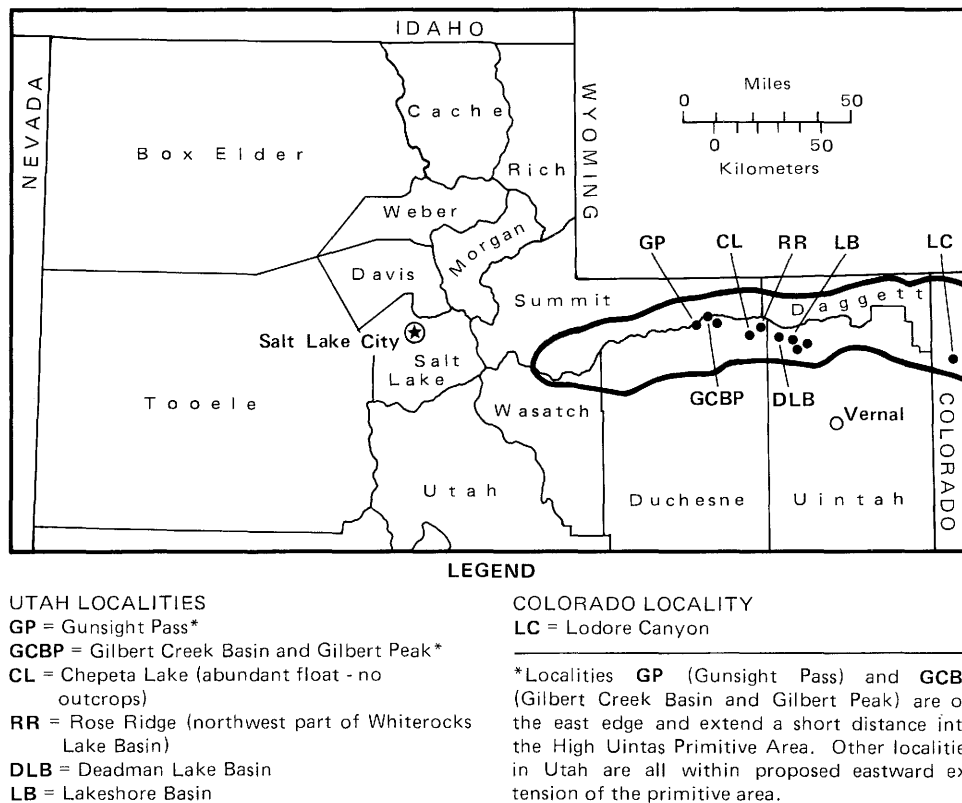 IDAHO
NEVADA
WYOMING
COLORADO
Miles
0 50
0 50
Kilometers
Cache
Box Elder
Rich
Weber
Morgan
Davis
Summit
Daggett
Salt Lake City
Salt
Lake
Tooele
Wasatch
Utah
Duchesne
Uintah
Vernal
GP CL RR LB LC
GCBP DLB
LEGEND
UTAH LOCALITIES
GP = Gunsight Pass*
GCBP = Gilbert Creek Basin and Gilbert Peak*
CL = Chepeta Lake (abundant float - no
outcrops)
RR = Rose Ridge (northwest part of Whiterocks
Lake Basin)
DLB = Deadman Lake Basin
LB = Lakeshore Basin
COLORADO LOCALITY
LC = Lodore Canyon
*Localities GP (Gunsight Pass) and GCB
(Gilbert Creek Basin and Gilbert Peak) are o
the east edge and extend a short distance int
the High Uintas Primitive Area. Other localitie
in Utah are all within proposed eastward ex
tension of the primitive area.